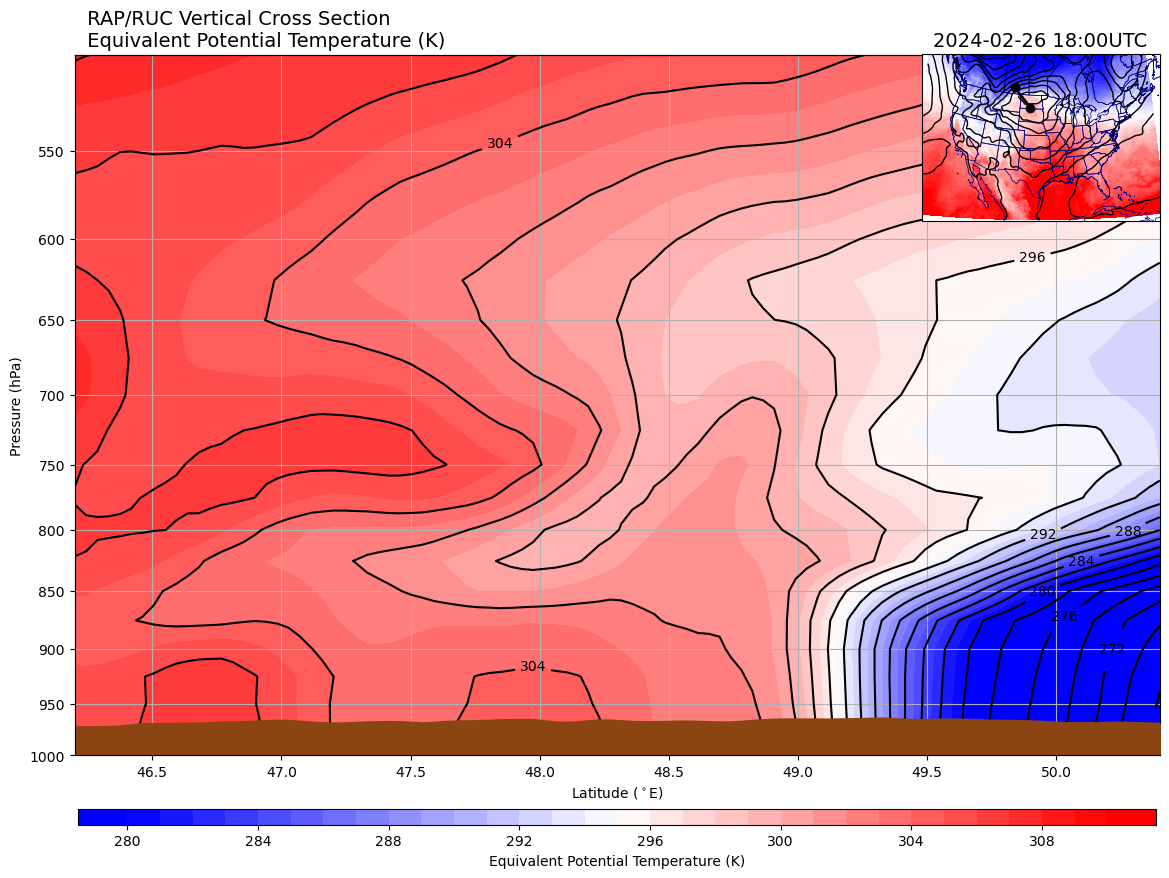 RAP/RUC Vertical Cross Section
Equivalent Potential Temperature (K)
2024-02-26 18:00UTC
550
600
650
700
750
800
850
900
950
1000
Pressure (hPa)
304
296
292
288
284
280
276
272
304
46.5 47.0 47.5 48.0 48.5 49.0 49.5 50.0
Latitude (°E)
280 284 288 292 296 300 304 308
Equivalent Potential Temperature (K)